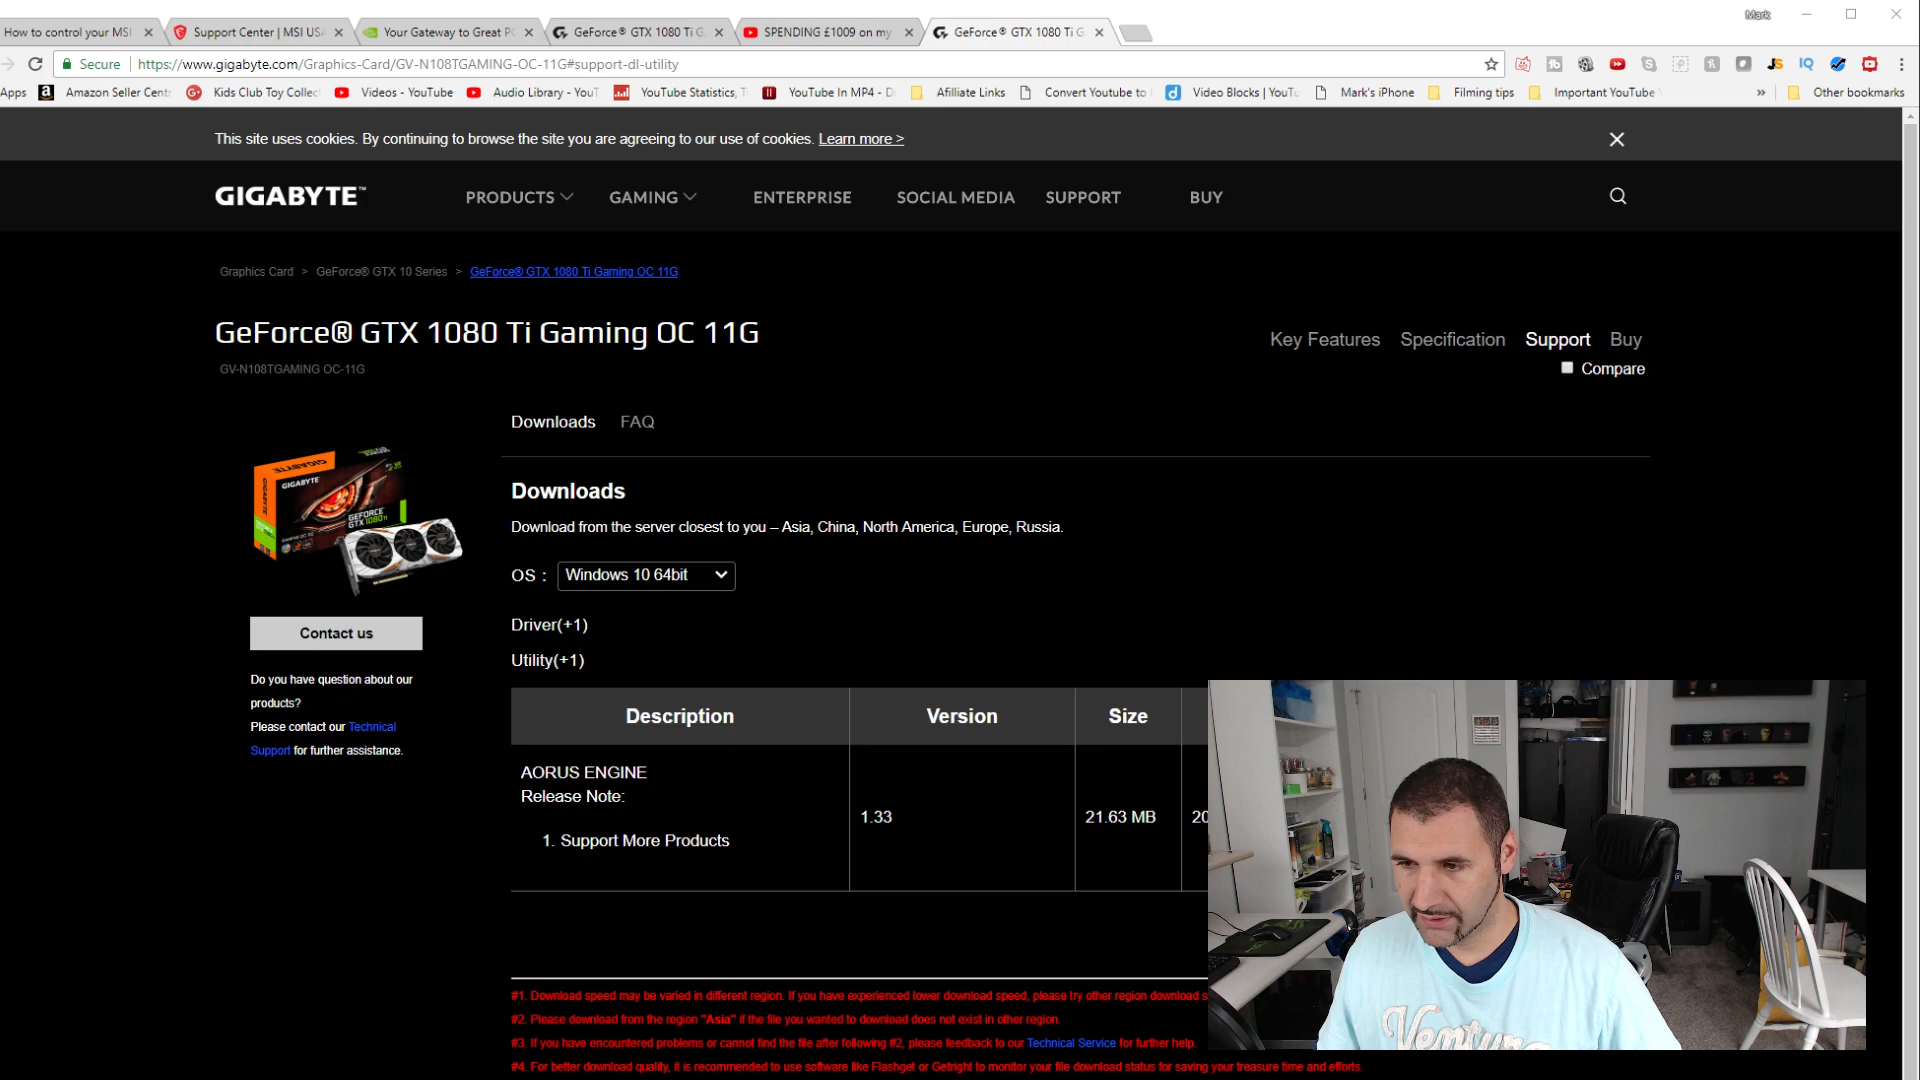 Mark
How to control your MSI
Support Center | MSI USA
Your Gateway to Great PC
GeForce® GTX 1080 Ti G
SPENDING £1009 on my
GeForce® GTX 1080 Ti G
Secure
https://www.gigabyte.com/Graphics-Card/GV-N108TGAMING-OC-11G#support-dl-utility
Apps
Amazon Seller Centr
Kids Club Toy Collec
Videos - YouTube
Audio Library - YouT
YouTube Statistics, T
YouTube In MP4 - D
Afilliate Links
Convert Youtube to
Video Blocks | YouTu
Mark's iPhone
Filming tips
Important YouTube
»
Other bookmarks
This site uses cookies. By continuing to browse the site you are agreeing to our use of cookies. Learn more >
GIGABYTE™
PRODUCTS
GAMING
ENTERPRISE
SOCIAL MEDIA
SUPPORT
BUY
Graphics Card > GeForce® GTX 10 Series > GeForce® GTX 1080 Ti Gaming OC 11G
GeForce® GTX 1080 Ti Gaming OC 11G
GV-N108TGAMING OC-11G
Key Features
Specification
Support
Buy
Compare
Downloads
FAQ
GIGABYTE
GIGABYTE
GEFORCE
GTX 1080 Ti
Contact us
Do you have question about our
products?
Please contact our Technical
Support for further assistance.
Downloads
Download from the server closest to you – Asia, China, North America, Europe, Russia.
OS :
Windows 10 64bit
Driver(+1)
Utility(+1)
Description
Version
Size
AORUS ENGINE
Release Note:
1. Support More Products
1.33
21.63 MB
20
#1. Download speed may be varied in different region. If you have experienced lower download speed, please try other region download s
#2. Please download from the region "Asia" if the file you wanted to download does not exist in other region.
#3. If you have encountered problems or cannot find the file after following #2, please feedback to our Technical Service for further help.
#4. For better download quality, it is recommended to use software like Flashget or Getright to monitor your file download status for saving your treasure time and efforts.
Ventura